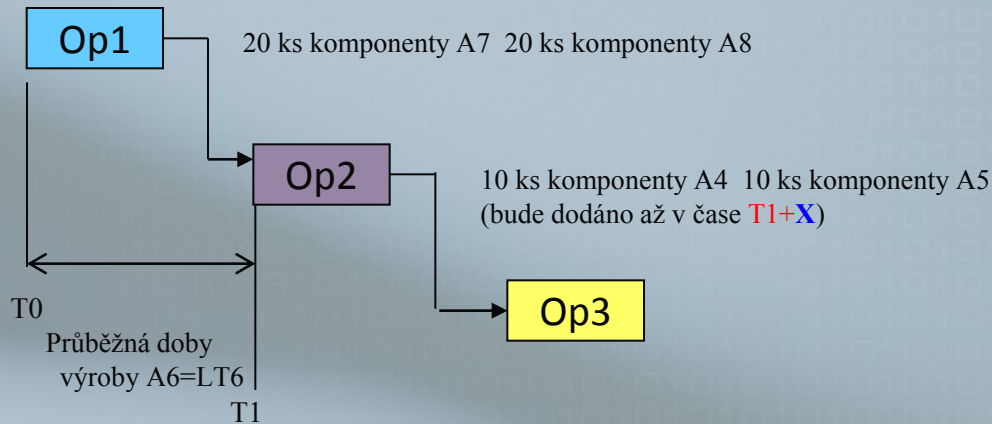 Op1
20 ks komponenty A7 20 ks komponenty A8
Op2
10 ks komponenty A4 10 ks komponenty A5
(bude dodáno až v čase T1+X)
Op3
T0
Průběžná doby
výroby A6=LT6
T1